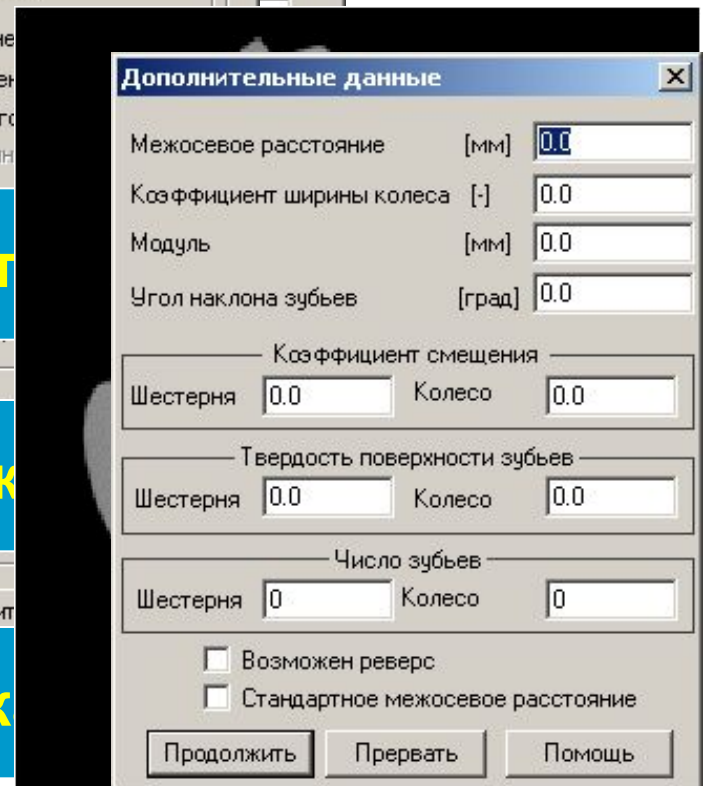 Дополнительные данные
Межосевое расстояние [мм] 0.0
Коэффициент ширины колеса [-] 0.0
Модуль [мм] 0.0
Угол наклона зубьев [град] 0.0
Коэффициент смещения
Шестерня 0.0 Колесо 0.0
Твердость поверхности зубьев
Шестерня 0.0 Колесо 0.0
Число зубьев
Шестерня 0 Колесо 0
Возможен реверс
Стандартное межосевое расстояние
Продолжить Прервать Помощь